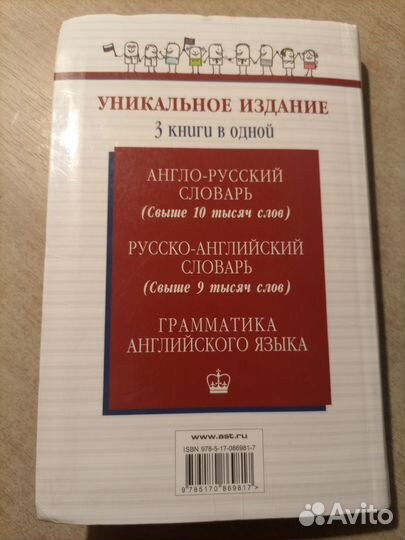 УНИКАЛЬНОЕ ИЗДАНИЕ
3 книги в одной
АНГЛО-РУССКИЙ
СЛОВАРЬ
(Свыше 10 тысяч слов)
РУССКО-АНГЛИЙСКИЙ
СЛОВАРЬ
(Свыше 9 тысяч слов)
ГРАММАТИКА
АНГЛИЙСКОГО ЯЗЫКА
www.ast.ru
ISBN 978-5-17-086981-7
9 785170 869817 >
Avito